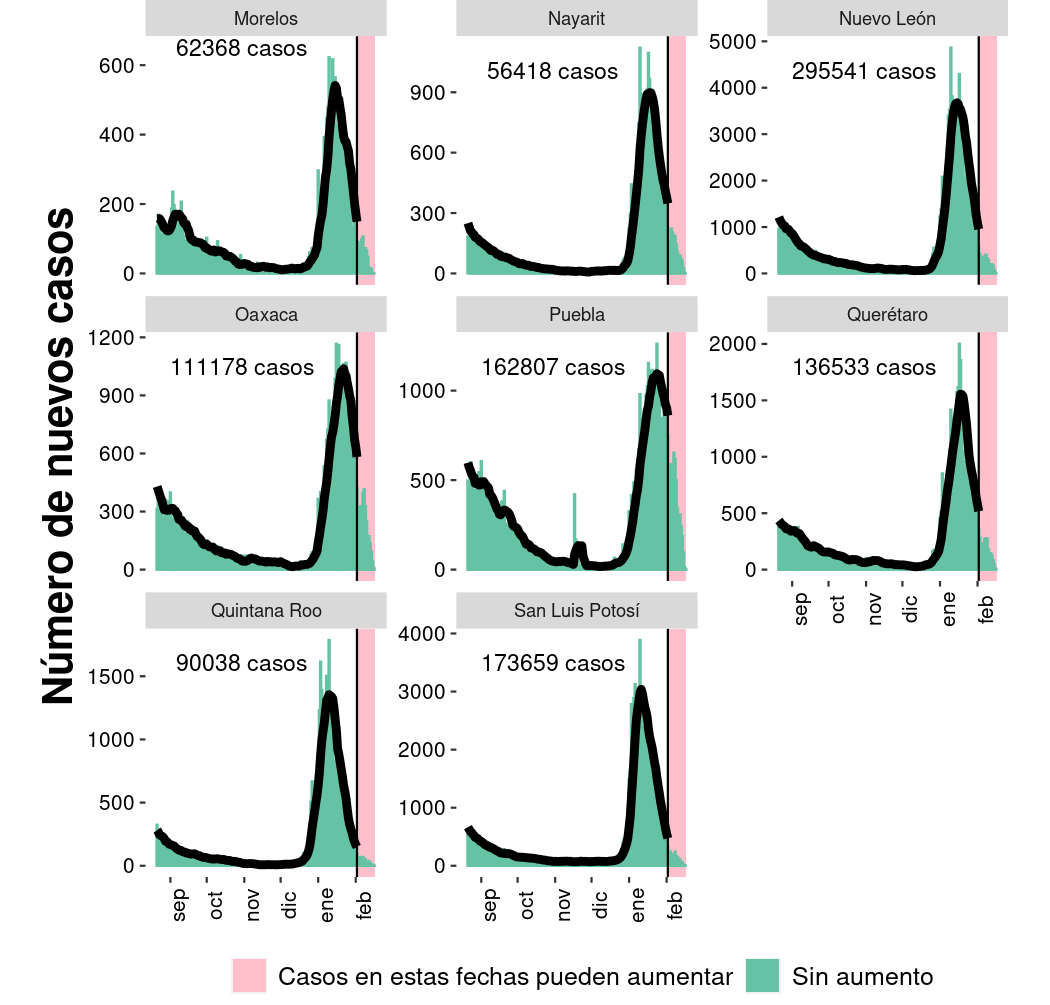 Número de nuevos casos
Morelos
62368 casos
600
400
200
0
Nayarit
56418 casos
900
600
300
0
Nuevo León
295541 casos
5000
4000
3000
2000
1000
0
Oaxaca
111178 casos
1200
900
600
300
0
Puebla
162807 casos
1000
500
0
Querétaro
136533 casos
2000
1500
1000
500
0
sep oct nov dic ene feb
Quintana Roo
90038 casos
1500
1000
500
0
sep oct nov dic ene feb
San Luis Potosí
173659 casos
4000
3000
2000
1000
0
sep oct nov dic ene feb
Casos en estas fechas pueden aumentar
Sin aumento